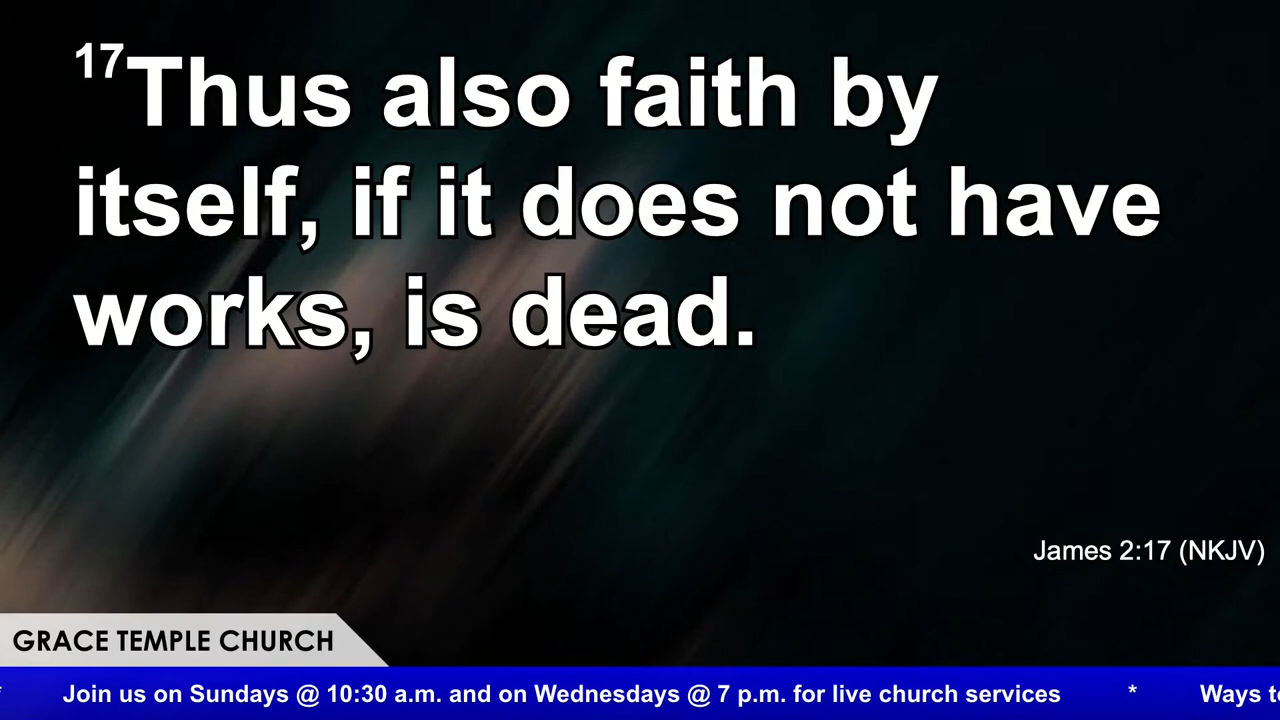 17Thus also faith by
itself, if it does not have
works, is dead.
James 2:17 (NKJV)
GRACE TEMPLE CHURCH
* Join us on Sundays @ 10:30 a.m. and on Wednesdays @ 7 p.m. for live church services * Ways